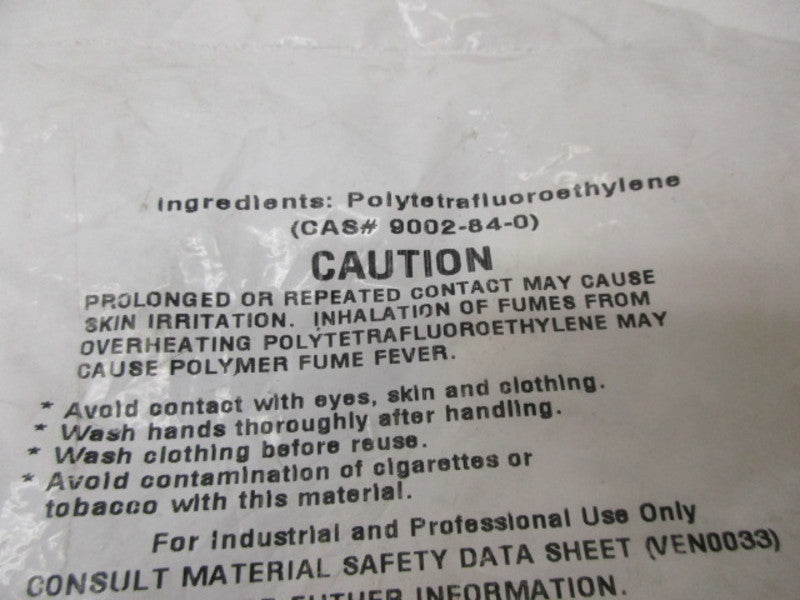 Ingredients: Polytetrafluoroethylene
(CAS# 9002-84-0)
CAUTION
PROLONGED OR REPEATED CONTACT MAY CAUSE
SKIN IRRITATION. INHALATION OF FUMES FROM
OVERHEATING POLYTETRAFLUOROETHYLENE MAY
CAUSE POLYMER FUME FEVER.
* Avoid contact with eyes, skin and clothing.
* Wash hands thoroughly after handling.
* Wash clothing before reuse.
* Avoid contamination of cigarettes or
tobacco with this material.
For Industrial and Professional Use Only
CONSULT MATERIAL SAFETY DATA SHEET (VEN0033)
FUTHER INFORMATION.